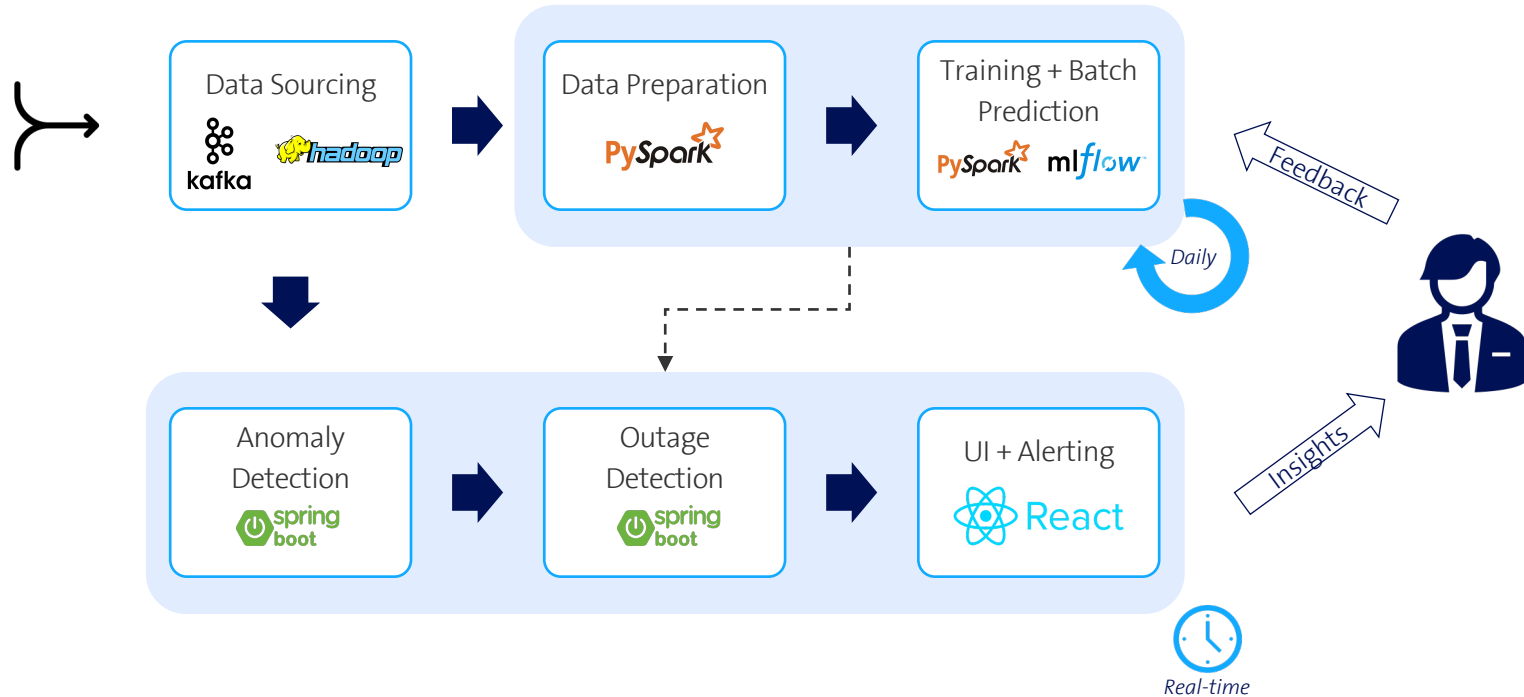 Data Sourcing
kafka
hadoop
Data Preparation
PySpark
Training + Batch
Prediction
PySpark
mlflow™
Feedback
Daily
Anomaly
Detection
spring
boot
Outage
Detection
spring
boot
UI + Alerting
React
Insights
Real-time